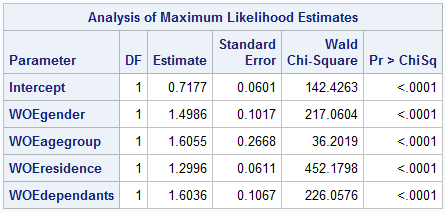 Analysis of Maximum Likelihood Estimates
Parameter DF Estimate Standard Error Wald Chi-Square Pr > ChiSq
Intercept 1 0.7177 0.0601 142.4263 <.0001
WOEgender 1 1.4986 0.1017 217.0604 <.0001
WOEagegroup 1 1.6055 0.2668 36.2019 <.0001
WOEresidence 1 1.2996 0.0611 452.1798 <.0001
WOEdependants 1 1.6036 0.1067 226.0576 <.0001